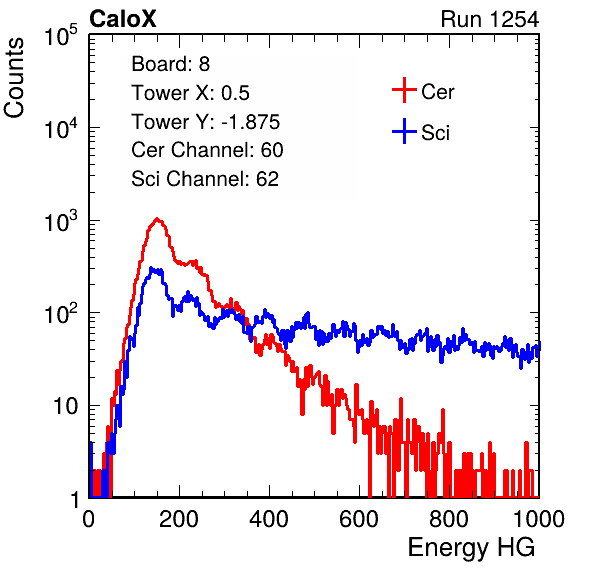 CaloX Run 1254
Counts
Board: 8
Tower X: 0.5
Tower Y: -1.875
Cer Channel: 60
Sci Channel: 62
Cer
Sci
10^5
10^4
10^3
10^2
10
1
0 200 400 600 800 1000
Energy HG